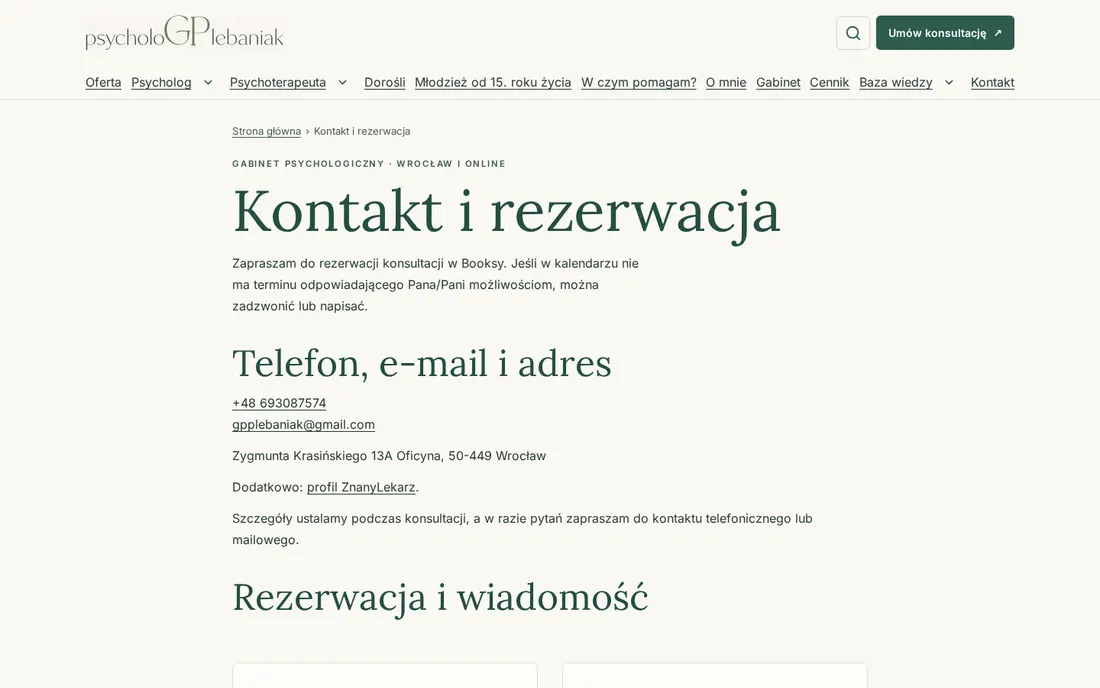 psycholoGPlebaniak
Umów konsultację ↗
Oferta Psycholog Psychoterapeuta Dorośli Młodzież od 15. roku życia W czym pomagam? O mnie Gabinet Cennik Baza wiedzy Kontakt
Strona główna › Kontakt i rezerwacja
GABINET PSYCHOLOGICZNY · WROCŁAW I ONLINE
Kontakt i rezerwacja
Zapraszam do rezerwacji konsultacji w Booksy. Jeśli w kalendarzu nie
ma terminu odpowiadającego Pana/Pani możliwościom, można
zadzwonić lub napisać.
Telefon, e-mail i adres
+48 693087574
gpplebaniak@gmail.com
Zygmunta Krasińskiego 13A Oficyna, 50-449 Wrocław
Dodatkowo: profil ZnanyLekarz.
Szczegóły ustalamy podczas konsultacji, a w razie pytań zapraszam do kontaktu telefonicznego lub
mailowego.
Rezerwacja i wiadomość